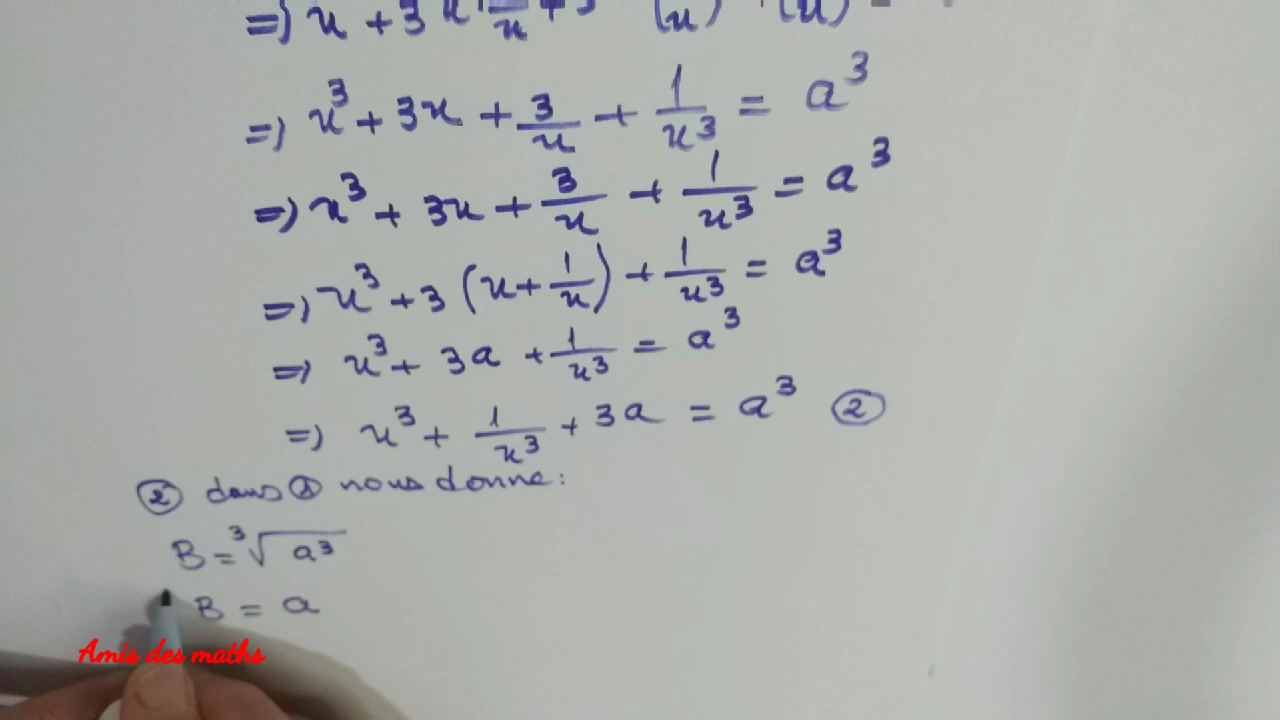 => x³ + 3x + 3/x + 1/x³ = a³
=> x³ + 3x + 3/x + 1/x³ = a³
=> x³ + 3(x + 1/x) + 1/x³ = a³
=> x³ + 3a + 1/x³ = a³
=> x³ + 1/x³ + 3a = a³ ②
② dans ① nous donne:
B = ³√a³
B = a
Amis des maths